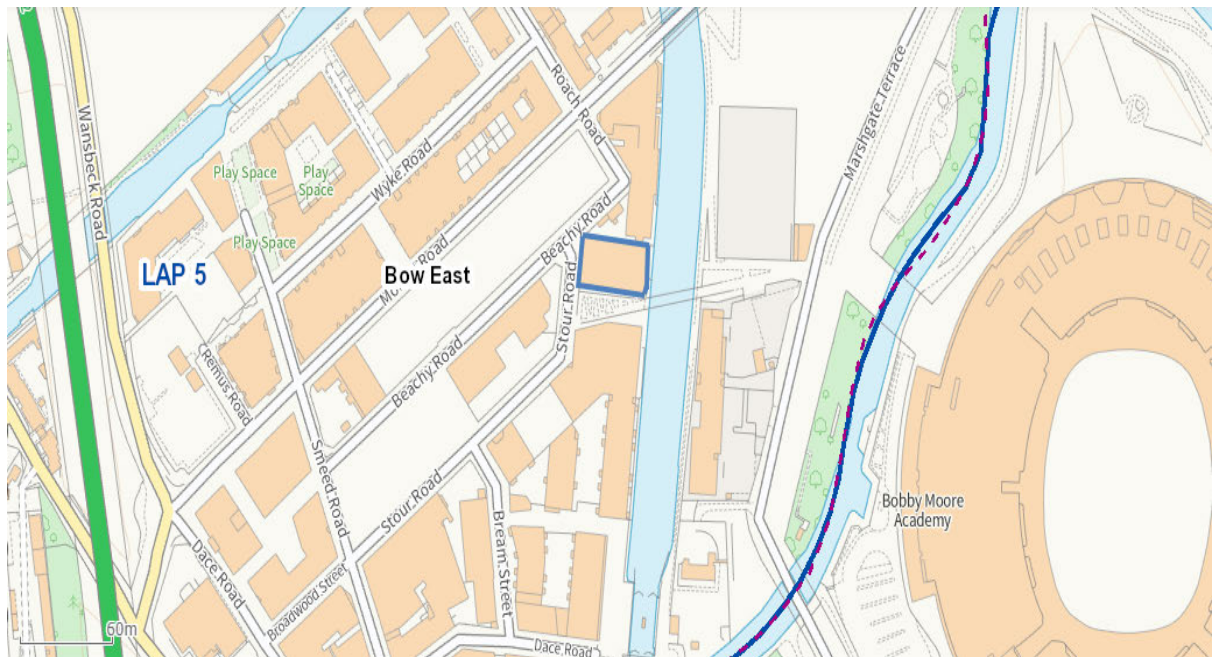 Roach Road
Marshgate Terrace
Wansbeck Road
Wyke Road
Play Space
Play
Space
Play Space
Beachy Road
LAP 5
Bow East
Stour Road
Remus Road
Beachy Road
Smeed Road
Stour Road
Bream Street
Bobby Moore
Academy
Dace Road
Broadwood Street
60m
Dace Road